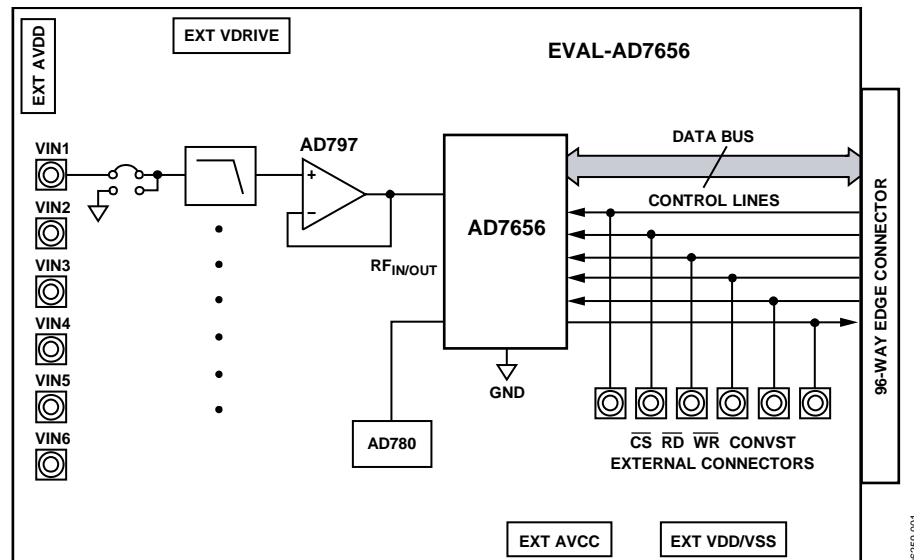 EXT AVDD
EXT VDRIVE
EVAL-AD7656
VIN1
VIN2
VIN3
VIN4
VIN5
VIN6
AD797
+
–
RFIN/OUT
AD7656
DATA BUS
CONTROL LINES
GND
AD780
CS RD WR CONVST
EXTERNAL CONNECTORS
96-WAY EDGE CONNECTOR
EXT AVCC
EXT VDD/VSS